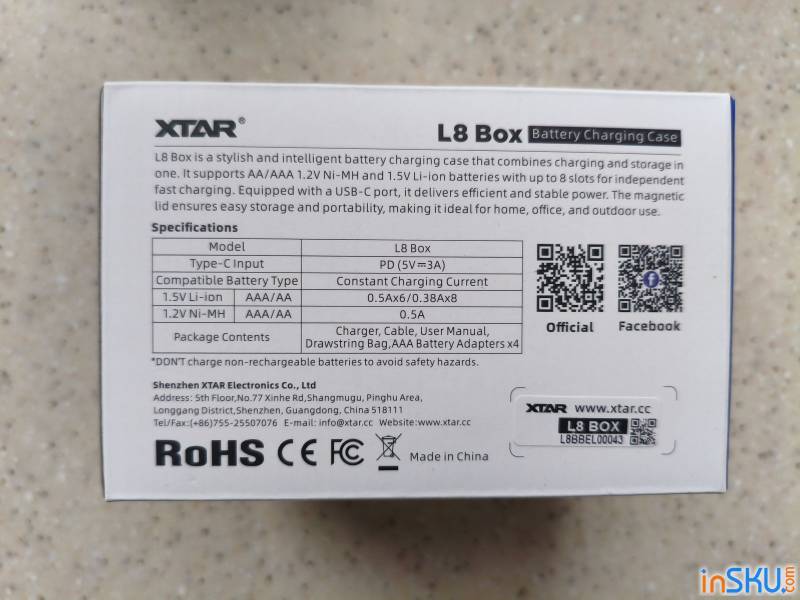 XTAR®
L8 Box Battery Charging Case
L8 Box is a stylish and intelligent battery charging case that combines charging and storage in
one. It supports AA/AAA 1.2V Ni-MH and 1.5V Li-ion batteries with up to 8 slots for independent
fast charging. Equipped with a USB-C port, it delivers efficient and stable power. The magnetic
lid ensures easy storage and portability, making it ideal for home, office, and outdoor use.
Specifications
Model L8 Box
Type-C Input PD (5V⎓3A)
Compatible Battery Type Constant Charging Current
1.5V Li-ion AAA/AA 0.5Ax6/0.38Ax8
1.2V Ni-MH AAA/AA 0.5A
Package Contents Charger, Cable, User Manual,
Drawstring Bag,AAA Battery Adapters x4
Official
Facebook
*DON'T charge non-rechargeable batteries to avoid safety hazards.
Shenzhen XTAR Electronics Co., Ltd
Address: 5th Floor,No.77 Xinhe Rd,Shangmugu, Pinghu Area,
Longgang District,Shenzhen, Guangdong, China 518111
Tel/Fax:(+86)755-25507076 E-mail: info@xtar.cc Website:www.xtar.cc
RoHS CE FC Made in China
XTAR www.xtar.cc
L8 BOX
L8BBEL00043
inSKU.com